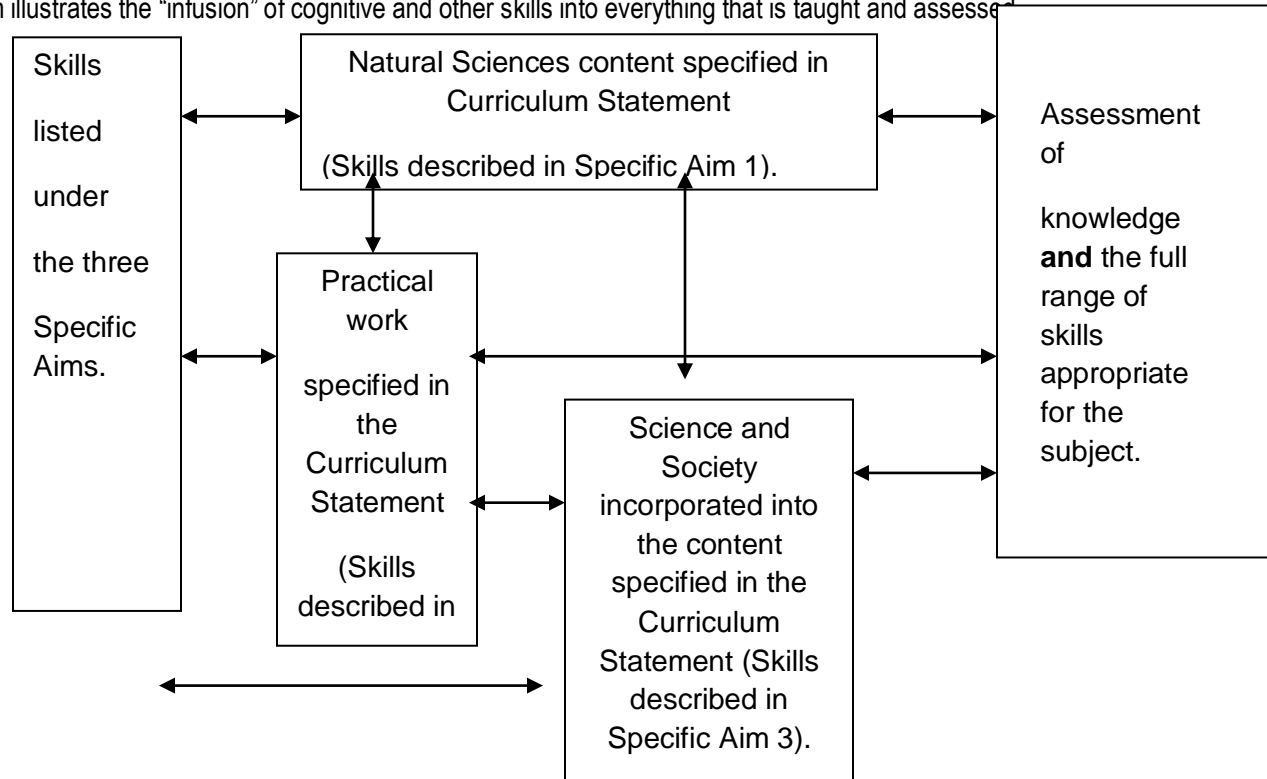 n illustrates the “infusion” of cognitive and other skills into everything that is taught and assessed
Skills
listed
under
the three
Specific
Aims.
Natural Sciences content specified in
Curriculum Statement
(Skills described in Specific Aim 1).
Practical
work
specified in
the
Curriculum
Statement
(Skills
described in
Science and
Society
incorporated into
the content
specified in the
Curriculum
Statement (Skills
described in
Specific Aim 3).
Assessment
of
knowledge
and the full
range of
skills
appropriate
for the
subject.